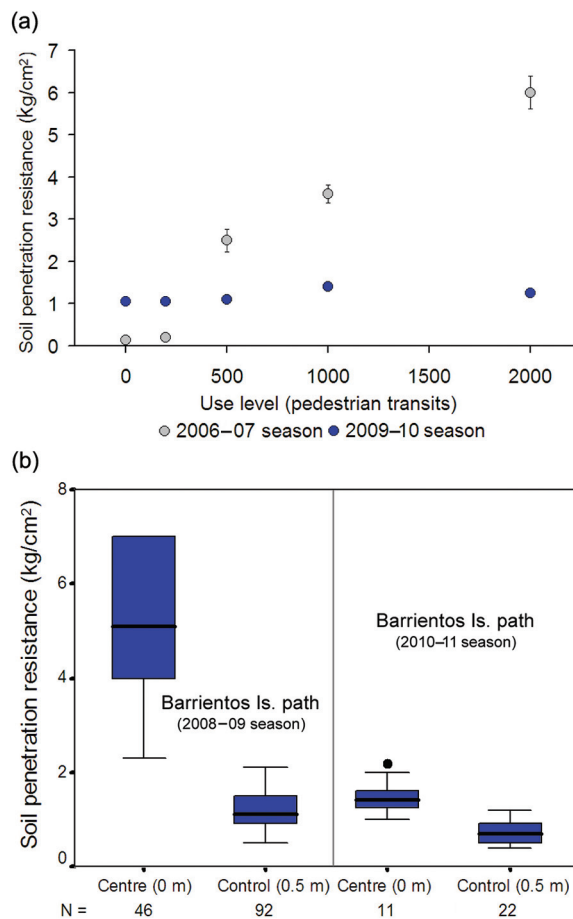 (a)
Soil penetration resistance (Kg/cm²)
7
6
5
4
3
2
1
0
0 500 1000 1500 2000
Use level (pedestrian transits)
2006–07 season 2009–10 season
(b)
Soil penetration resistance (kg/cm²)
8
6
4
2
0
Barrientos Is. path
(2008–09 season)
Barrientos Is. path
(2010–11 season)
Centre (0 m) Control (0.5 m) Centre (0 m) Control (0.5 m)
N = 46 92 11 22